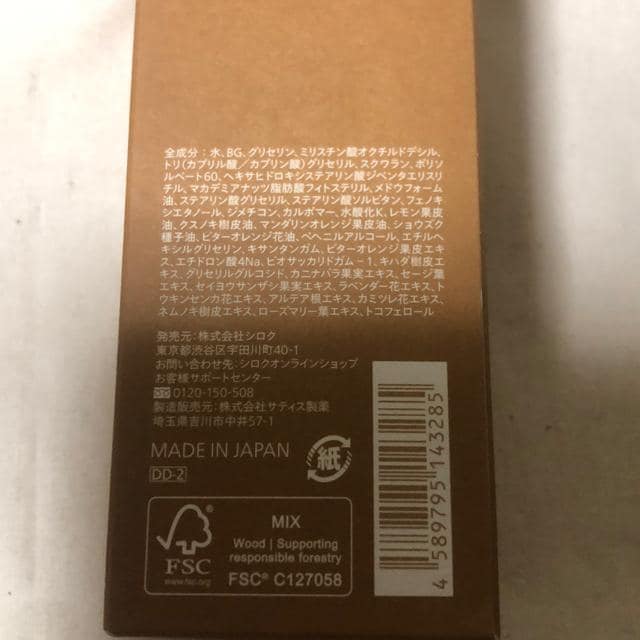 全成分：水、BG、グリセリン、ミリスチン酸オクチルドデシル、
トリ(カプリル酸／カプリン酸)グリセリル、スクワラン、ポリソ
ルベート60、ヘキサヒドロキシステアリン酸ジペンタエリスリ
チル、マカデミアナッツ脂肪酸フィトステリル、メドウフォーム
油、ステアリン酸グリセリル、ステアリン酸ソルビタン、フェノキ
シエタノール、ジメチコン、カルボマー、水酸化K、レモン果皮
油、クスノキ樹皮油、マンダリンオレンジ果皮油、ショウズク
種子油、ビターオレンジ花油、ベヘニルアルコール、エチルヘ
キシルグリセリン、キサンタンガム、ビターオレンジ果皮エキ
ス、エチドロン酸4Na、ビオサッカリドガム－1、キハダ樹皮エ
キス、グリセリルグルコシド、カニナバラ果実エキス、セージ葉
エキス、セイヨウサンザシ果実エキス、ラベンダー花エキス、ト
ウキンセンカ花エキス、アルテア根エキス、カミツレ花エキス、
ネムノキ樹皮エキス、ローズマリー葉エキス、トコフェロール
発売元：株式会社シロク
東京都渋谷区宇田川町40-1
お問い合わせ先：シロクオンラインショップ
お客様サポートセンター
0120-150-508
製造販売元：株式会社サティス製薬
埼玉県吉川市中井57-1
MADE IN JAPAN
紙
DD-2
FSC
www.fsc.org
MIX
Wood | Supporting
responsible forestry
FSC® C127058
4 589795 143285